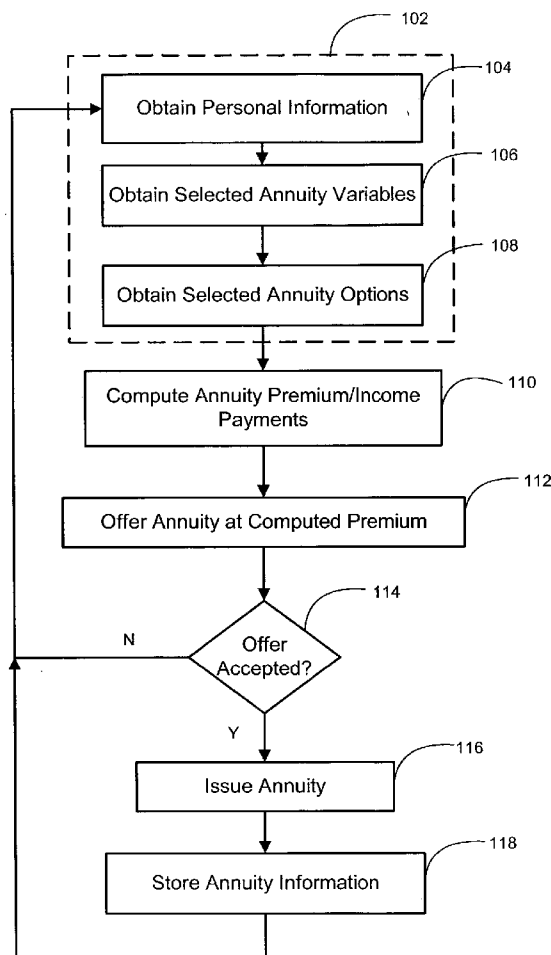 102
104
Obtain Personal Information
106
Obtain Selected Annuity Variables
108
Obtain Selected Annuity Options
110
Compute Annuity Premium/Income
Payments
112
Offer Annuity at Computed Premium
114
N
Offer
Accepted?
Y
116
Issue Annuity
118
Store Annuity Information